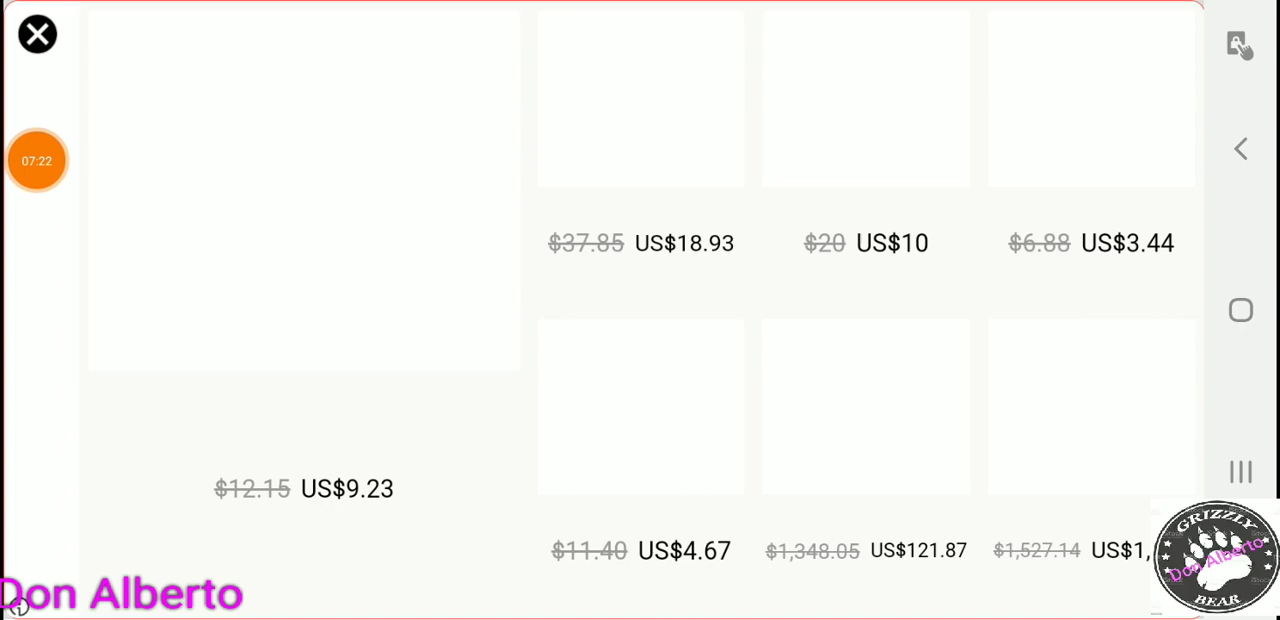 07:22
$37.85 US$18.93
$20 US$10
$6.88 US$3.44
$12.15 US$9.23
$11.40 US$4.67
$1,348.05 US$121.87
$1,527.14 US$1,
Don Alberto
GRIZZLY
Don Alberto
BEAR